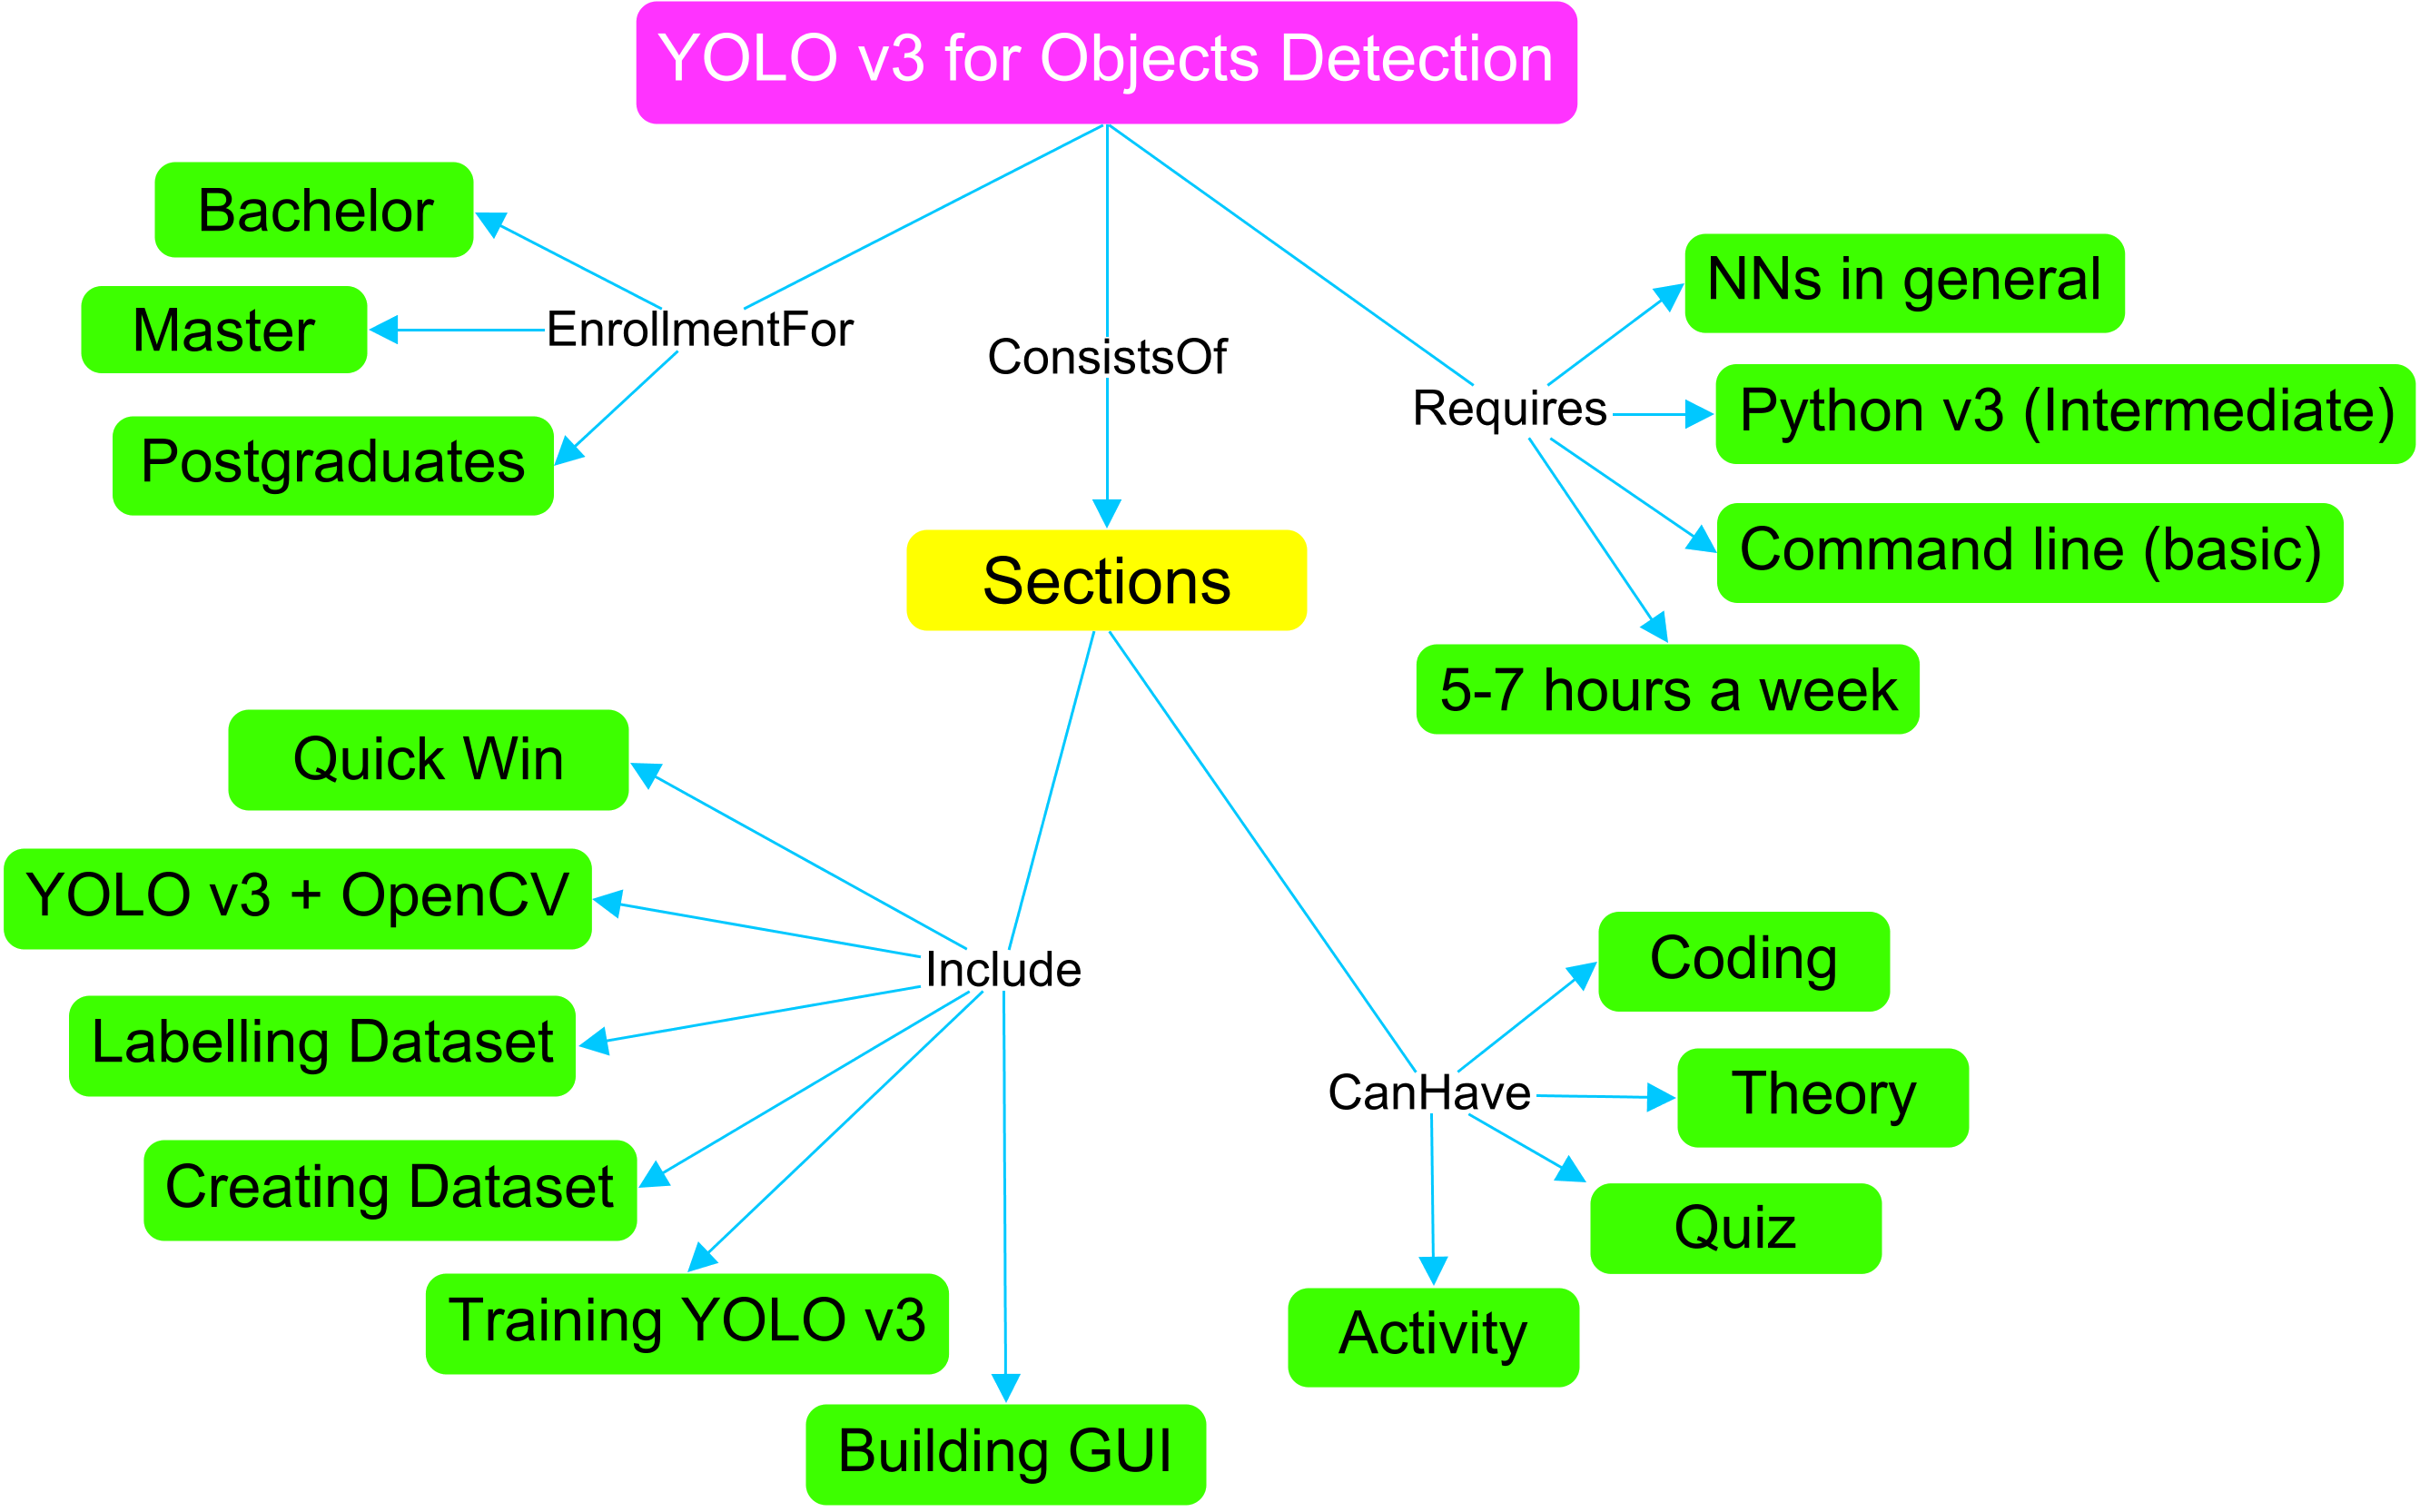 YOLO v3 for Objects Detection
Bachelor
Master
Postgraduates
EnrollmentFor
ConsistsOf
Requires
NNs in general
Python v3 (Intermediate)
Command line (basic)
5-7 hours a week
Sections
Quick Win
YOLO v3 + OpenCV
Labelling Dataset
Creating Dataset
Training YOLO v3
Building GUI
Include
CanHave
Coding
Theory
Quiz
Activity